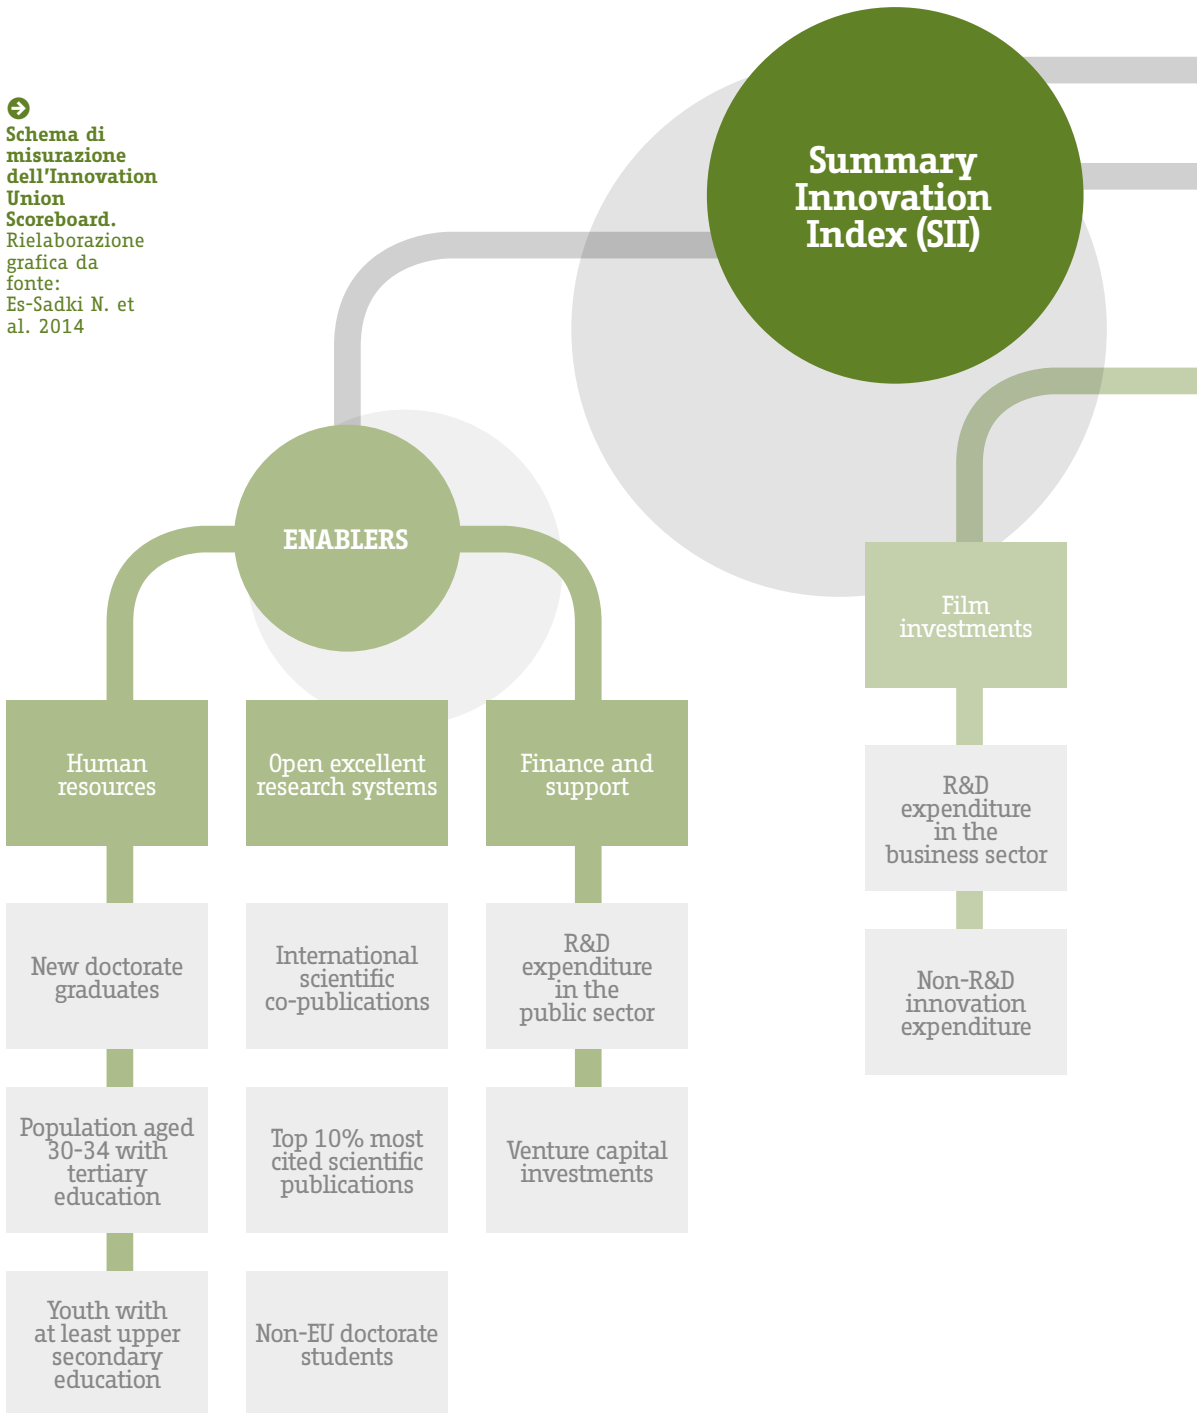 Schema di
misurazione
dell'Innovation
Union
Scoreboard.
Rielaborazione
grafica da
fonte:
Es-Sadki N. et
al. 2014
Summary
Innovation
Index (SII)
ENABLERS
Film
investments
Human
resources
Open excellent
research systems
Finance and
support
R&D
expenditure
in the
business sector
New doctorate
graduates
International
scientific
co-publications
R&D
expenditure
in the
public sector
Non-R&D
innovation
expenditure
Population aged
30-34 with
tertiary
education
Top 10% most
cited scientific
publications
Venture capital
investments
Youth with
at least upper
secondary
education
Non-EU doctorate
students